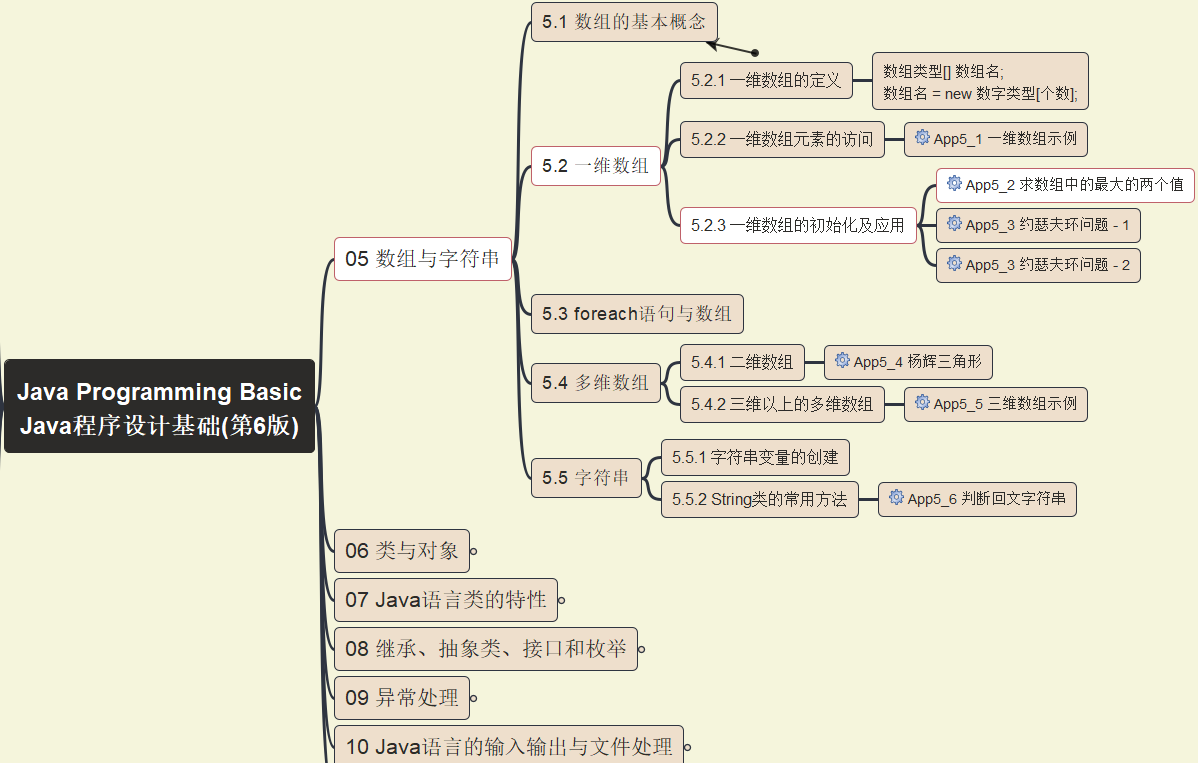 Java Programming Basic
Java程序设计基础(第6版)
05 数组与字符串
5.1 数组的基本概念
5.2 一维数组
5.2.1 一维数组的定义
数组类型[] 数组名;
数组名 = new 数字类型[个数];
5.2.2 一维数组元素的访问
App5_1 一维数组示例
5.2.3 一维数组的初始化及应用
App5_2 求数组中的最大的两个值
App5_3 约瑟夫环问题 - 1
App5_3 约瑟夫环问题 - 2
5.3 foreach语句与数组
5.4 多维数组
5.4.1 二维数组
App5_4 杨辉三角形
5.4.2 三维以上的多维数组
App5_5 三维数组示例
5.5 字符串
5.5.1 字符串变量的创建
5.5.2 String类的常用方法
App5_6 判断回文字符串
06 类与对象
07 Java语言类的特性
08 继承、抽象类、接口和枚举
09 异常处理
10 Java语言的输入输出与文件处理